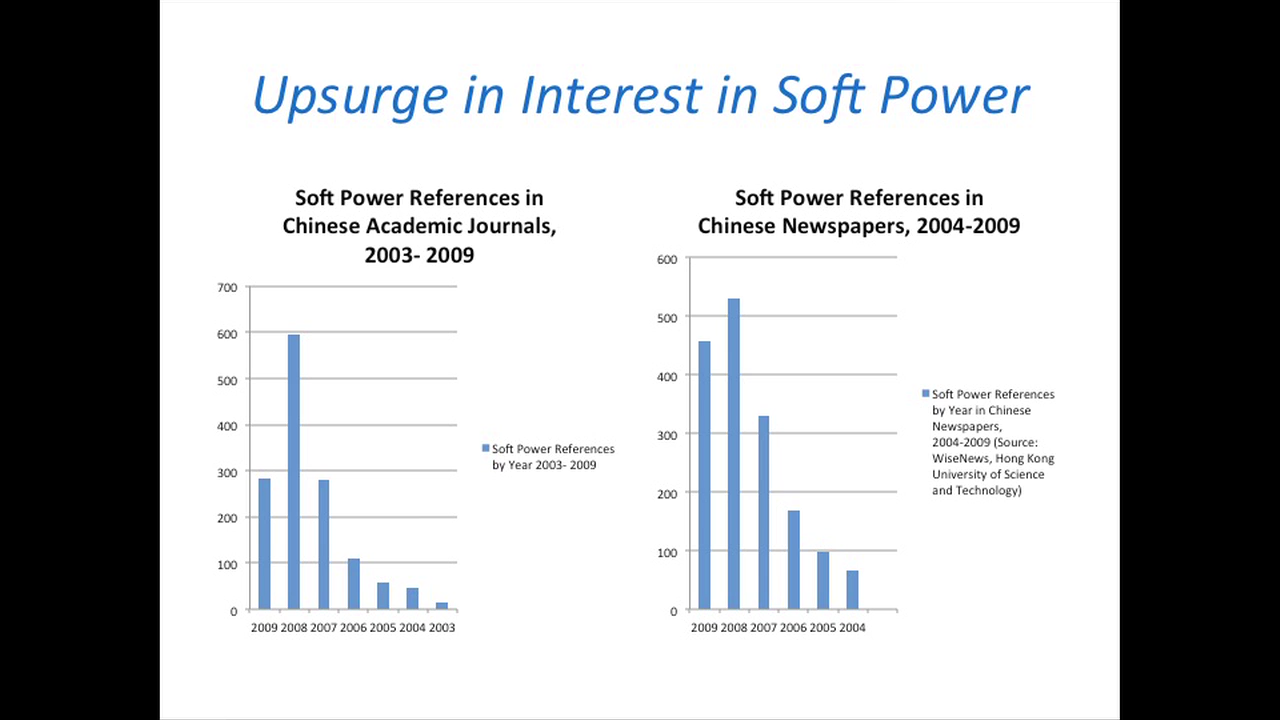 Upsurge in Interest in Soft Power
Soft Power References in
Chinese Academic Journals,
2003- 2009
700
600
500
400
300
200
100
0
2009 2008 2007 2006 2005 2004 2003
Soft Power References
by Year 2003- 2009
Soft Power References in
Chinese Newspapers, 2004-2009
600
500
400
300
200
100
0
2009 2008 2007 2006 2005 2004
Soft Power References
by Year in Chinese
Newspapers,
2004-2009 (Source:
WiseNews, Hong Kong
University of Science
and Technology)